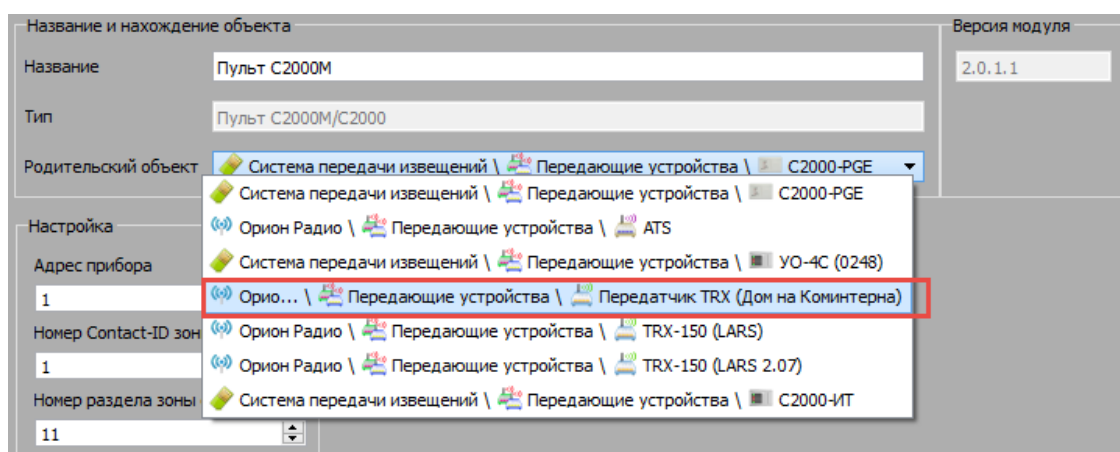 Название и нахождение объекта
Версия модуля
Название
Пульт С2000М
2.0.1.1
Тип
Пульт С2000М/С2000
Родительский объект
Система передачи извещений \ Передающие устройства \ С2000-PGE
Система передачи извещений \ Передающие устройства \ С2000-PGE
Настройка
Орион Радио \ Передающие устройства \ ATS
Адрес прибора
Система передачи извещений \ Передающие устройства \ УО-4С (0248)
1
Орио... \ Передающие устройства \ Передатчик TRX (Дом на Коминтерна)
Номер Contact-ID зон
Орион Радио \ Передающие устройства \ TRX-150 (LARS)
1
Орион Радио \ Передающие устройства \ TRX-150 (LARS 2.07)
Номер раздела зоны
Система передачи извещений \ Передающие устройства \ С2000-ИТ
11